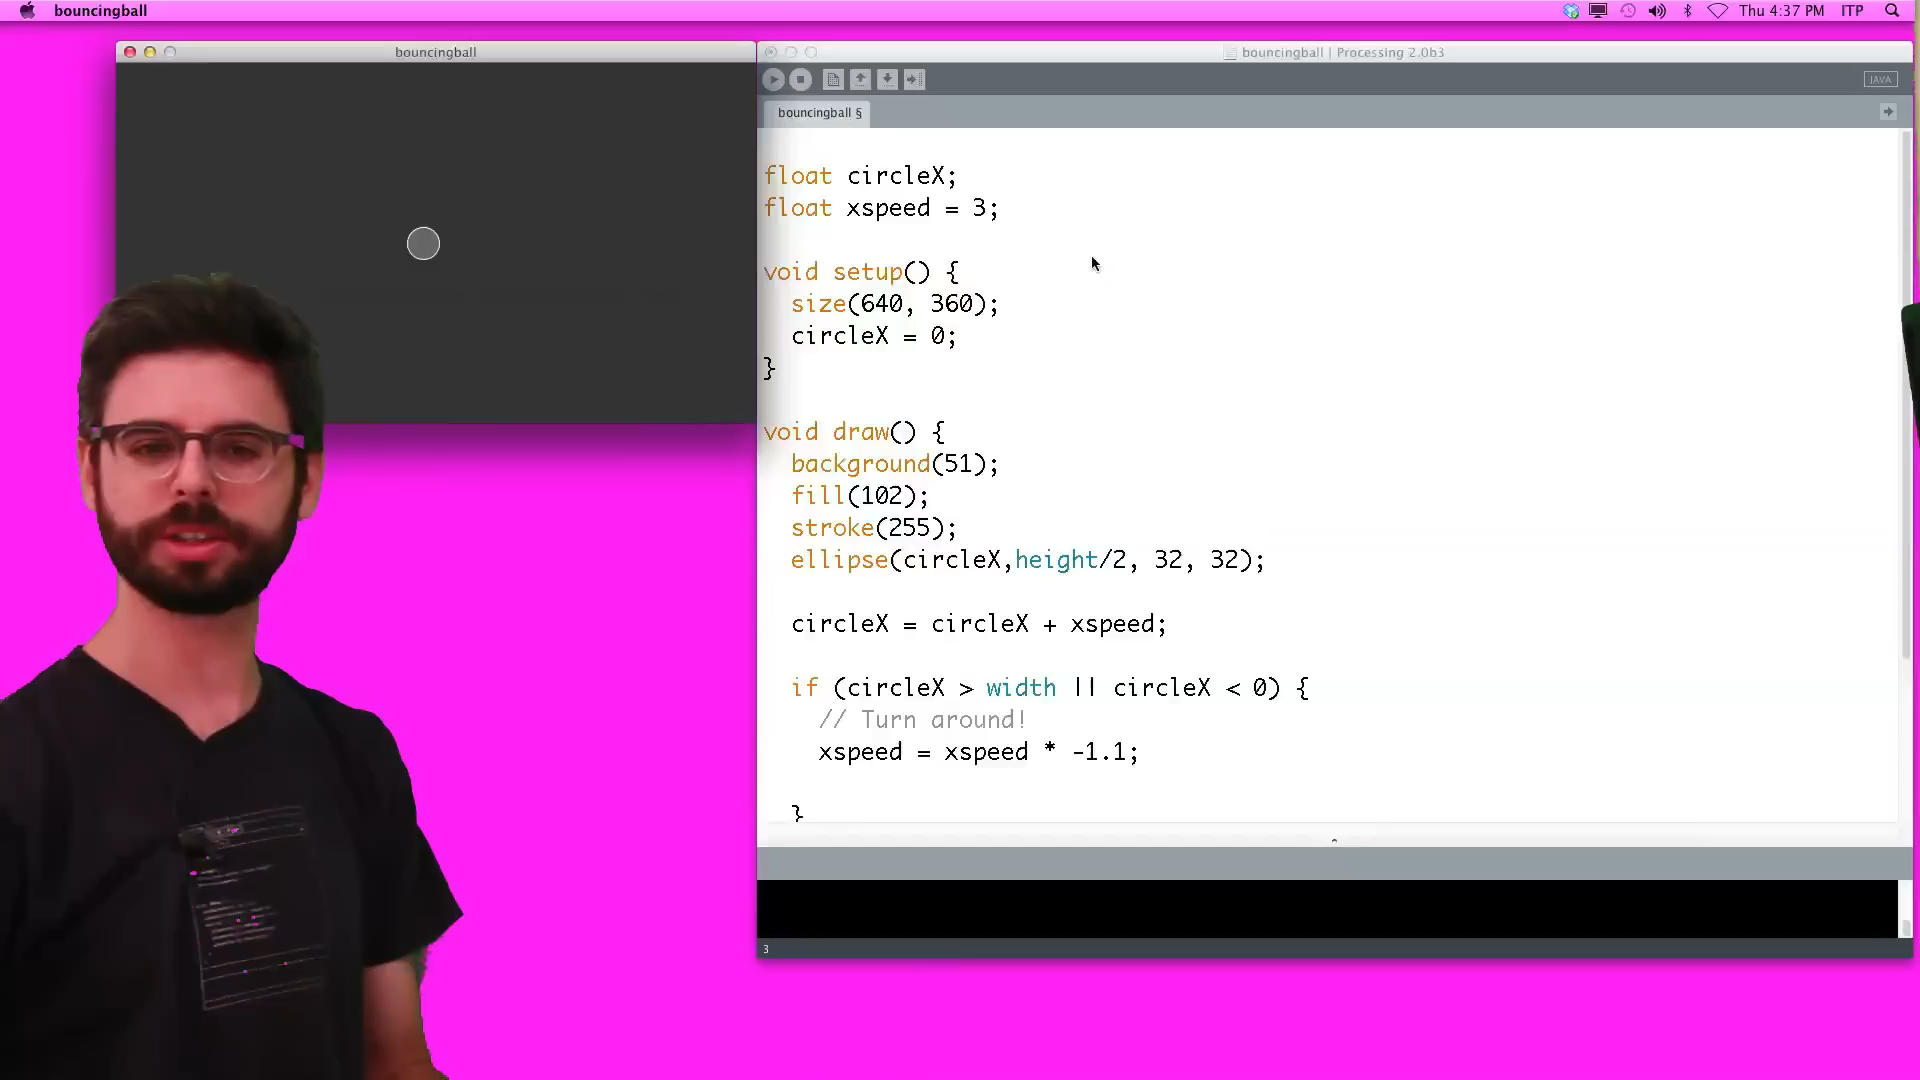 bouncingball
Thu 4:37 PM ITP
bouncingball
bouncingball | Processing 2.0b3
JAVA
bouncingball §
float circleX;
float xspeed = 3;
void setup() {
size(640, 360);
circleX = 0;
}
void draw() {
background(51);
fill(102);
stroke(255);
ellipse(circleX,height/2, 32, 32);
circleX = circleX + xspeed;
if (circleX > width || circleX < 0) {
// Turn around!
xspeed = xspeed * -1.1;
}
3